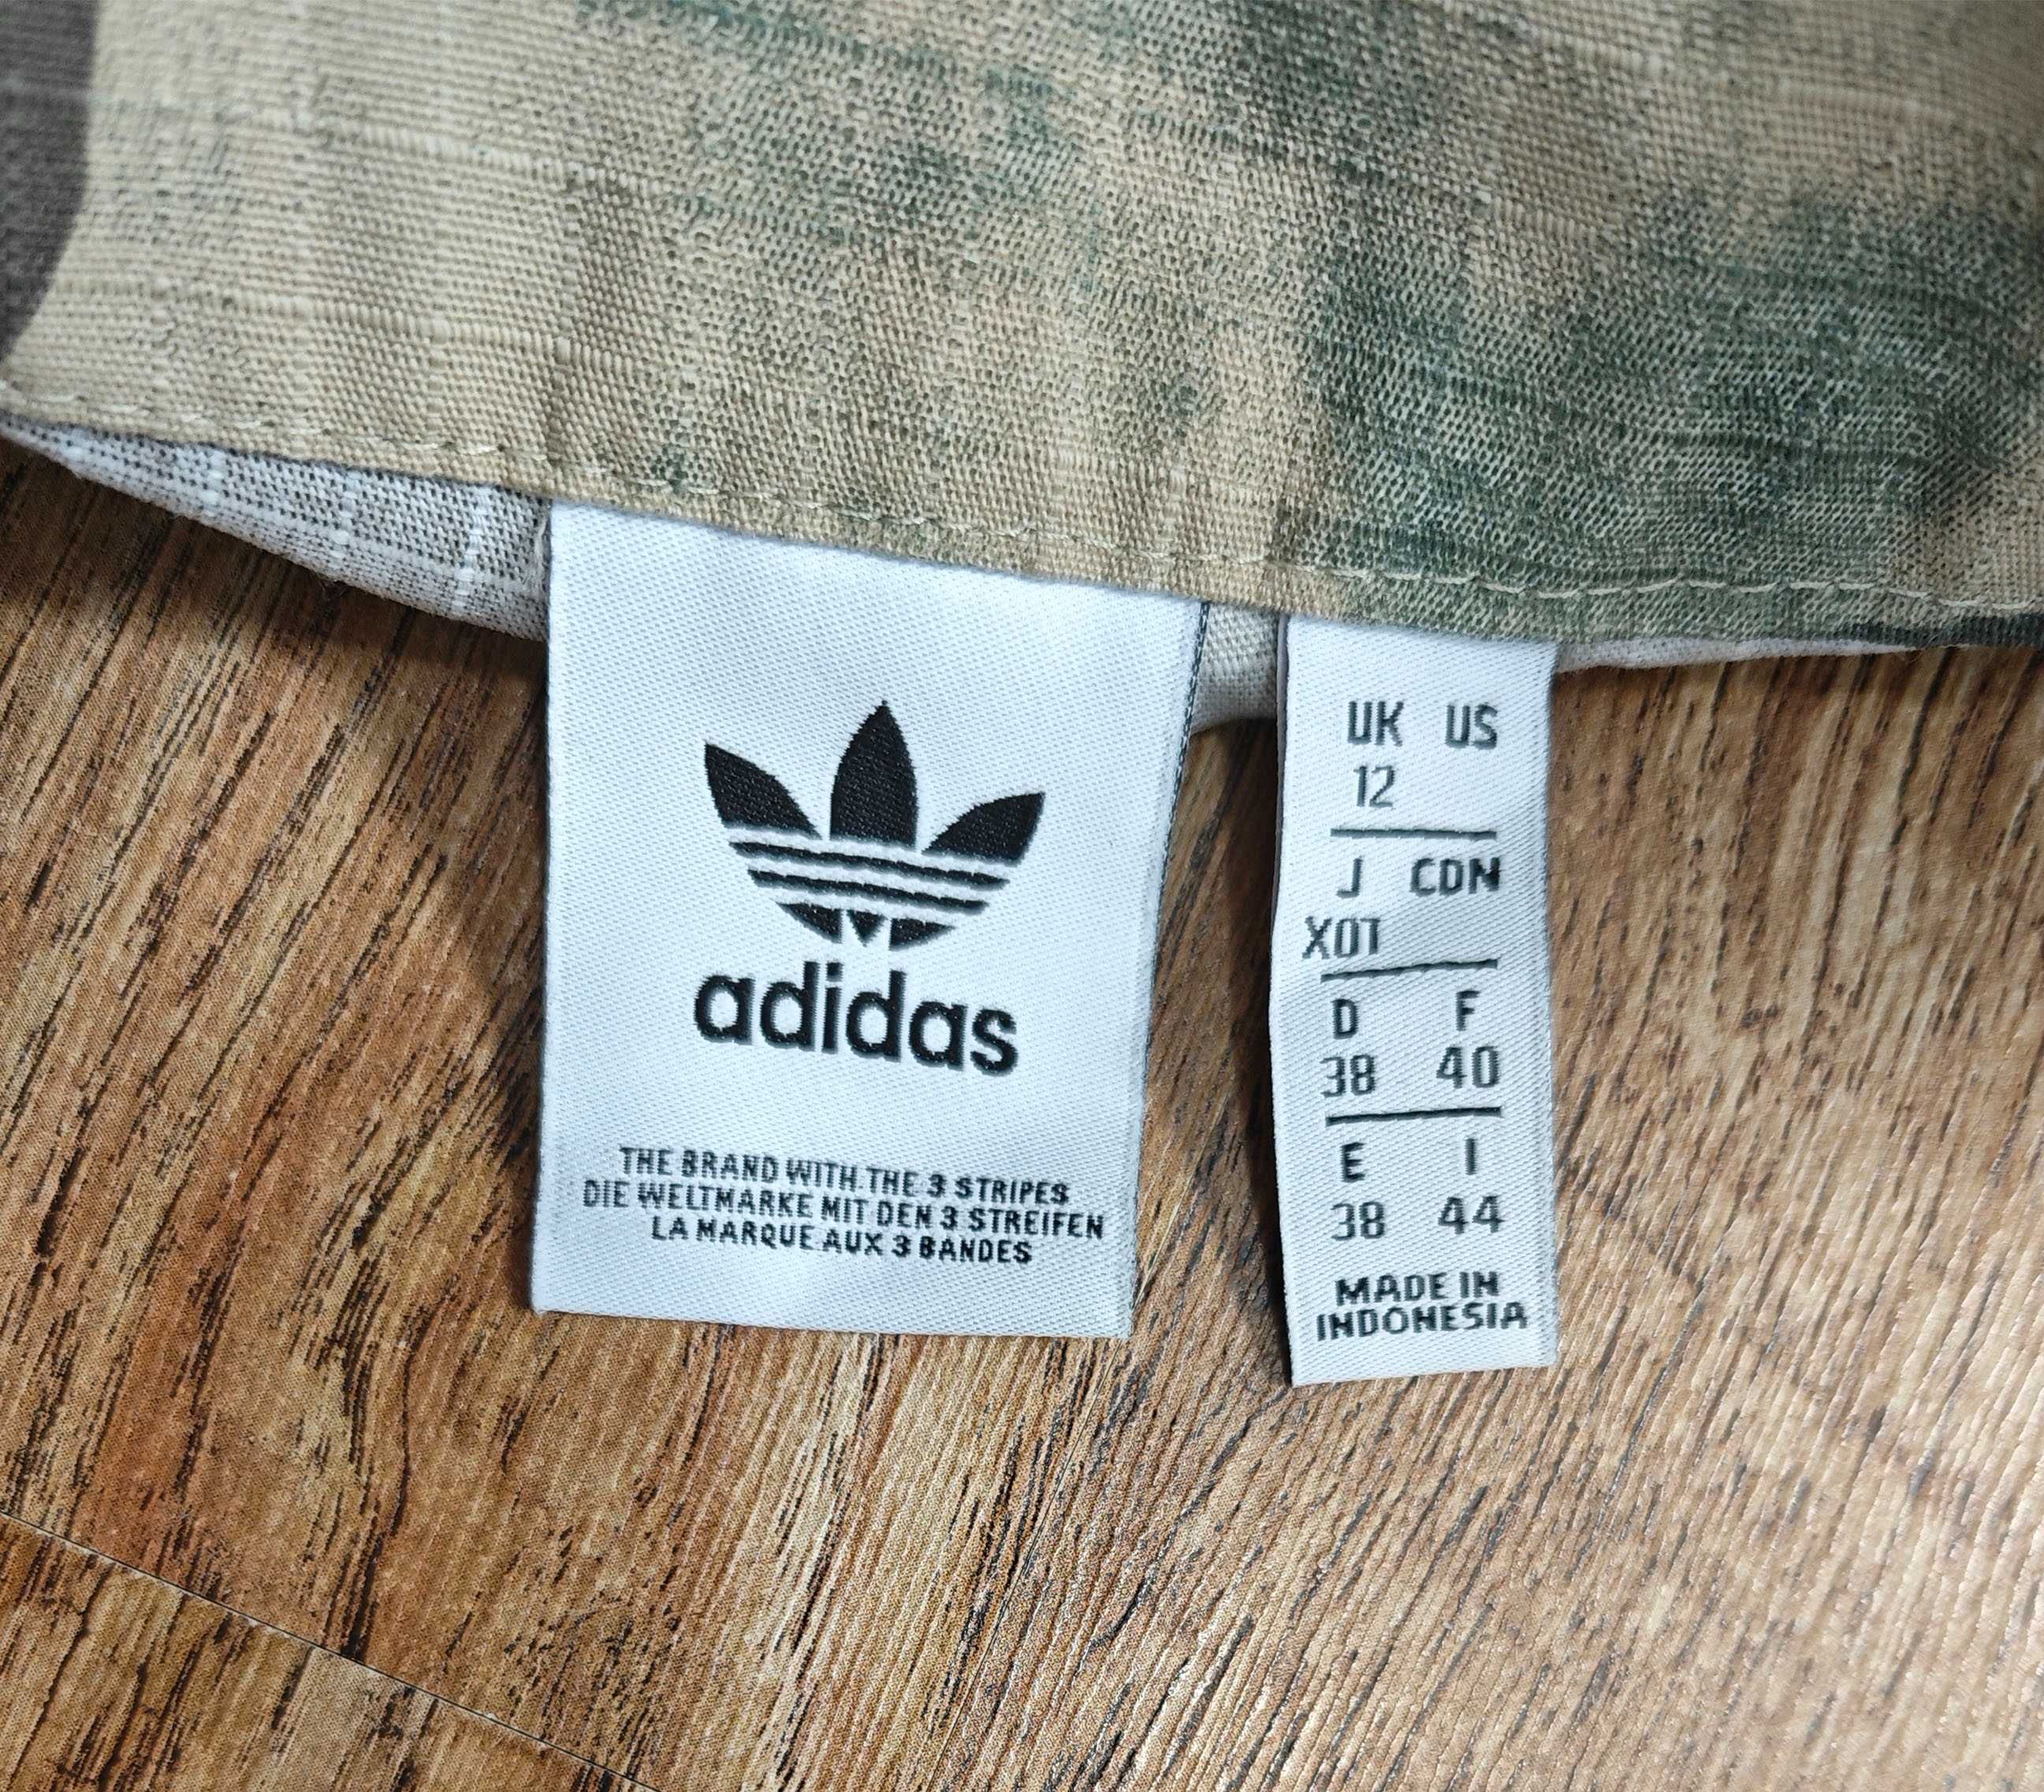 adidas
THE BRAND WITH THE 3 STRIPES
DIE WELTMARKE MIT DEN 3 STREIFEN
LA MARQUE AUX 3 BANDES
UK US
12
J CDN
XOT
D F
38 40
E I
38 44
MADE IN
INDONESIA